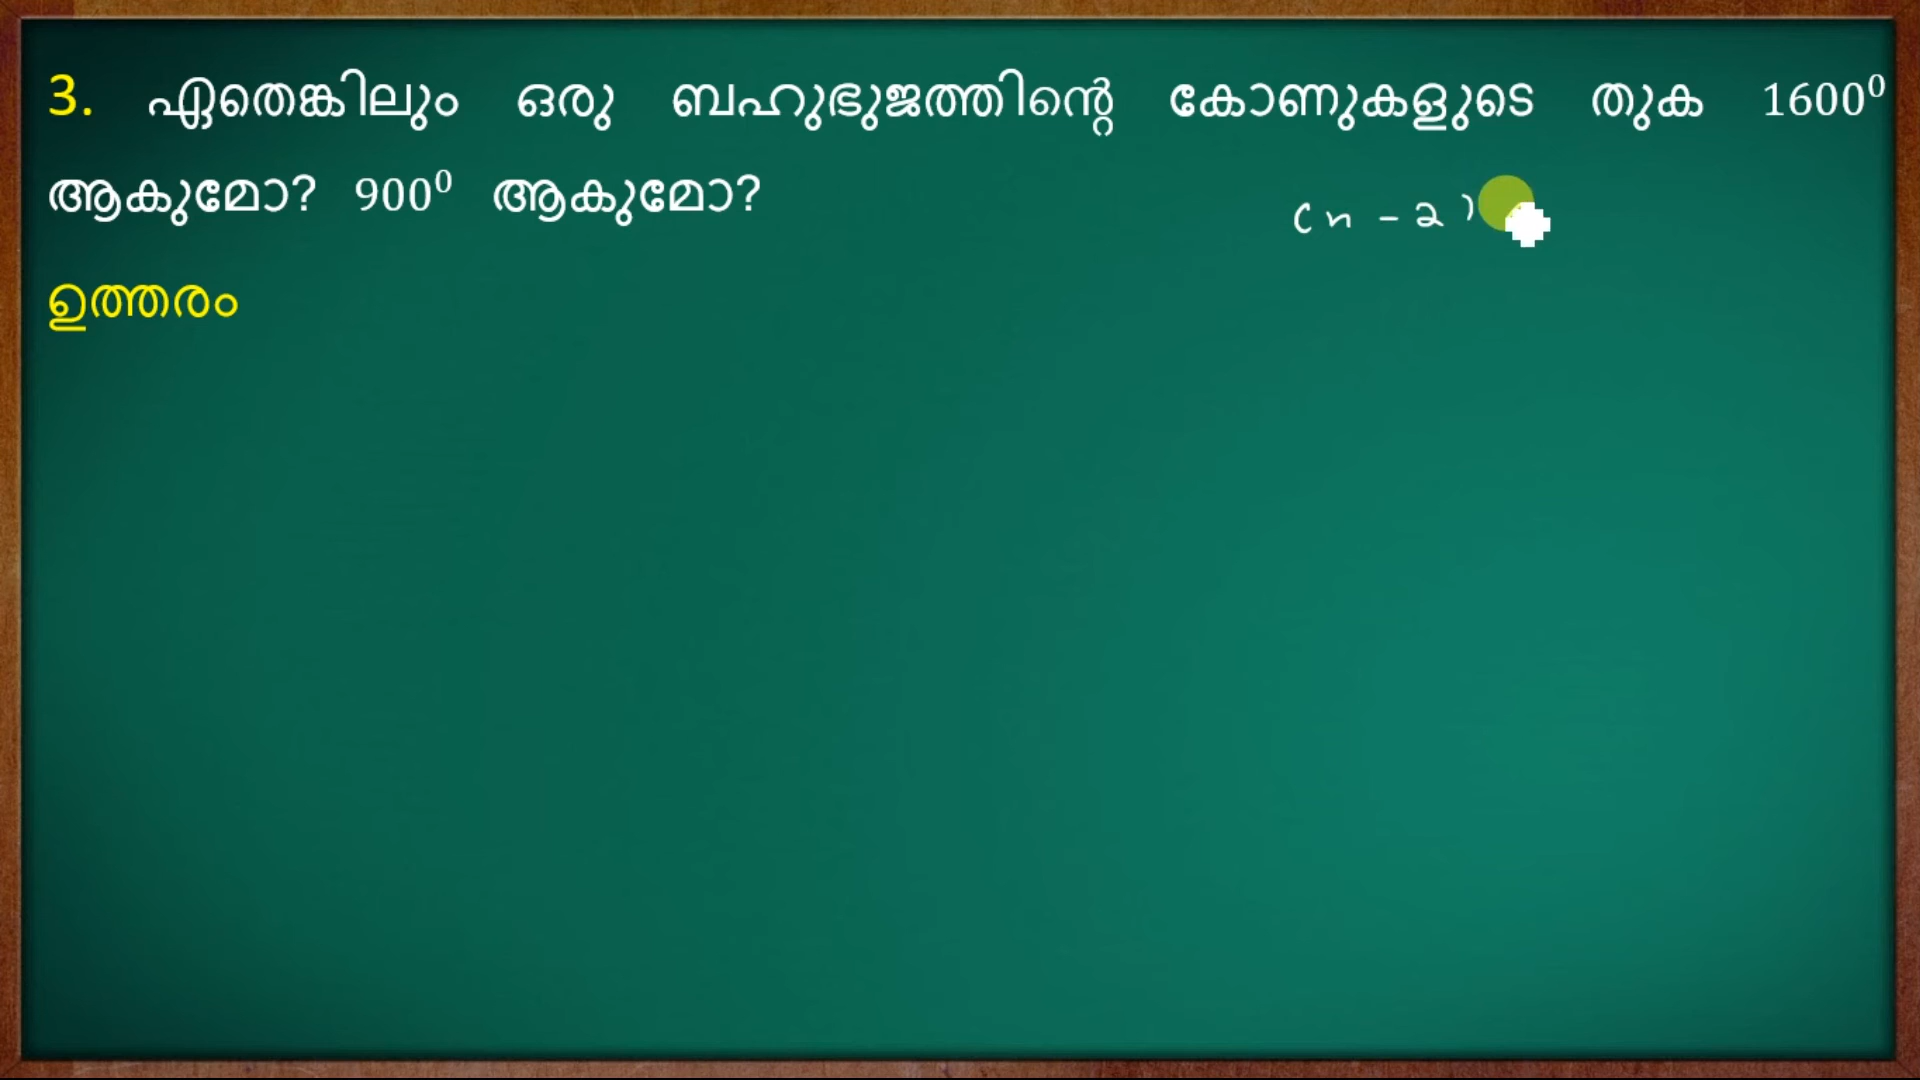 3. ഏതെങ്കിലും ഒരു ബഹുഭുജത്തിന്റെ കോണുകളുടെ തുക 1600⁰
ആകുമോ? 900⁰ ആകുമോ?
(n - 2)
ഉത്തരം